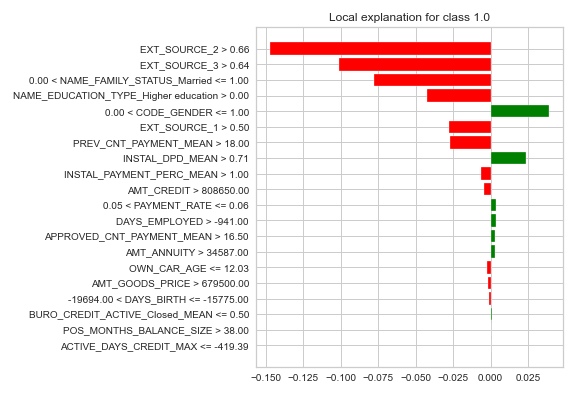 Local explanation for class 1.0
EXT_SOURCE_2 > 0.66
EXT_SOURCE_3 > 0.64
0.00 < NAME_FAMILY_STATUS_Married <= 1.00
NAME_EDUCATION_TYPE_Higher education > 0.00
0.00 < CODE_GENDER <= 1.00
EXT_SOURCE_1 > 0.50
PREV_CNT_PAYMENT_MEAN > 18.00
INSTAL_DPD_MEAN > 0.71
INSTAL_PAYMENT_PERC_MEAN > 1.00
AMT_CREDIT > 808650.00
0.05 < PAYMENT_RATE <= 0.06
DAYS_EMPLOYED > -941.00
APPROVED_CNT_PAYMENT_MEAN > 16.50
AMT_ANNUITY > 34587.00
OWN_CAR_AGE <= 12.03
AMT_GOODS_PRICE > 679500.00
-19694.00 < DAYS_BIRTH <= -15775.00
BURO_CREDIT_ACTIVE_Closed_MEAN <= 0.50
POS_MONTHS_BALANCE_SIZE > 38.00
ACTIVE_DAYS_CREDIT_MAX <= -419.39
−0.150 −0.125 −0.100 −0.075 −0.050 −0.025 0.000 0.025